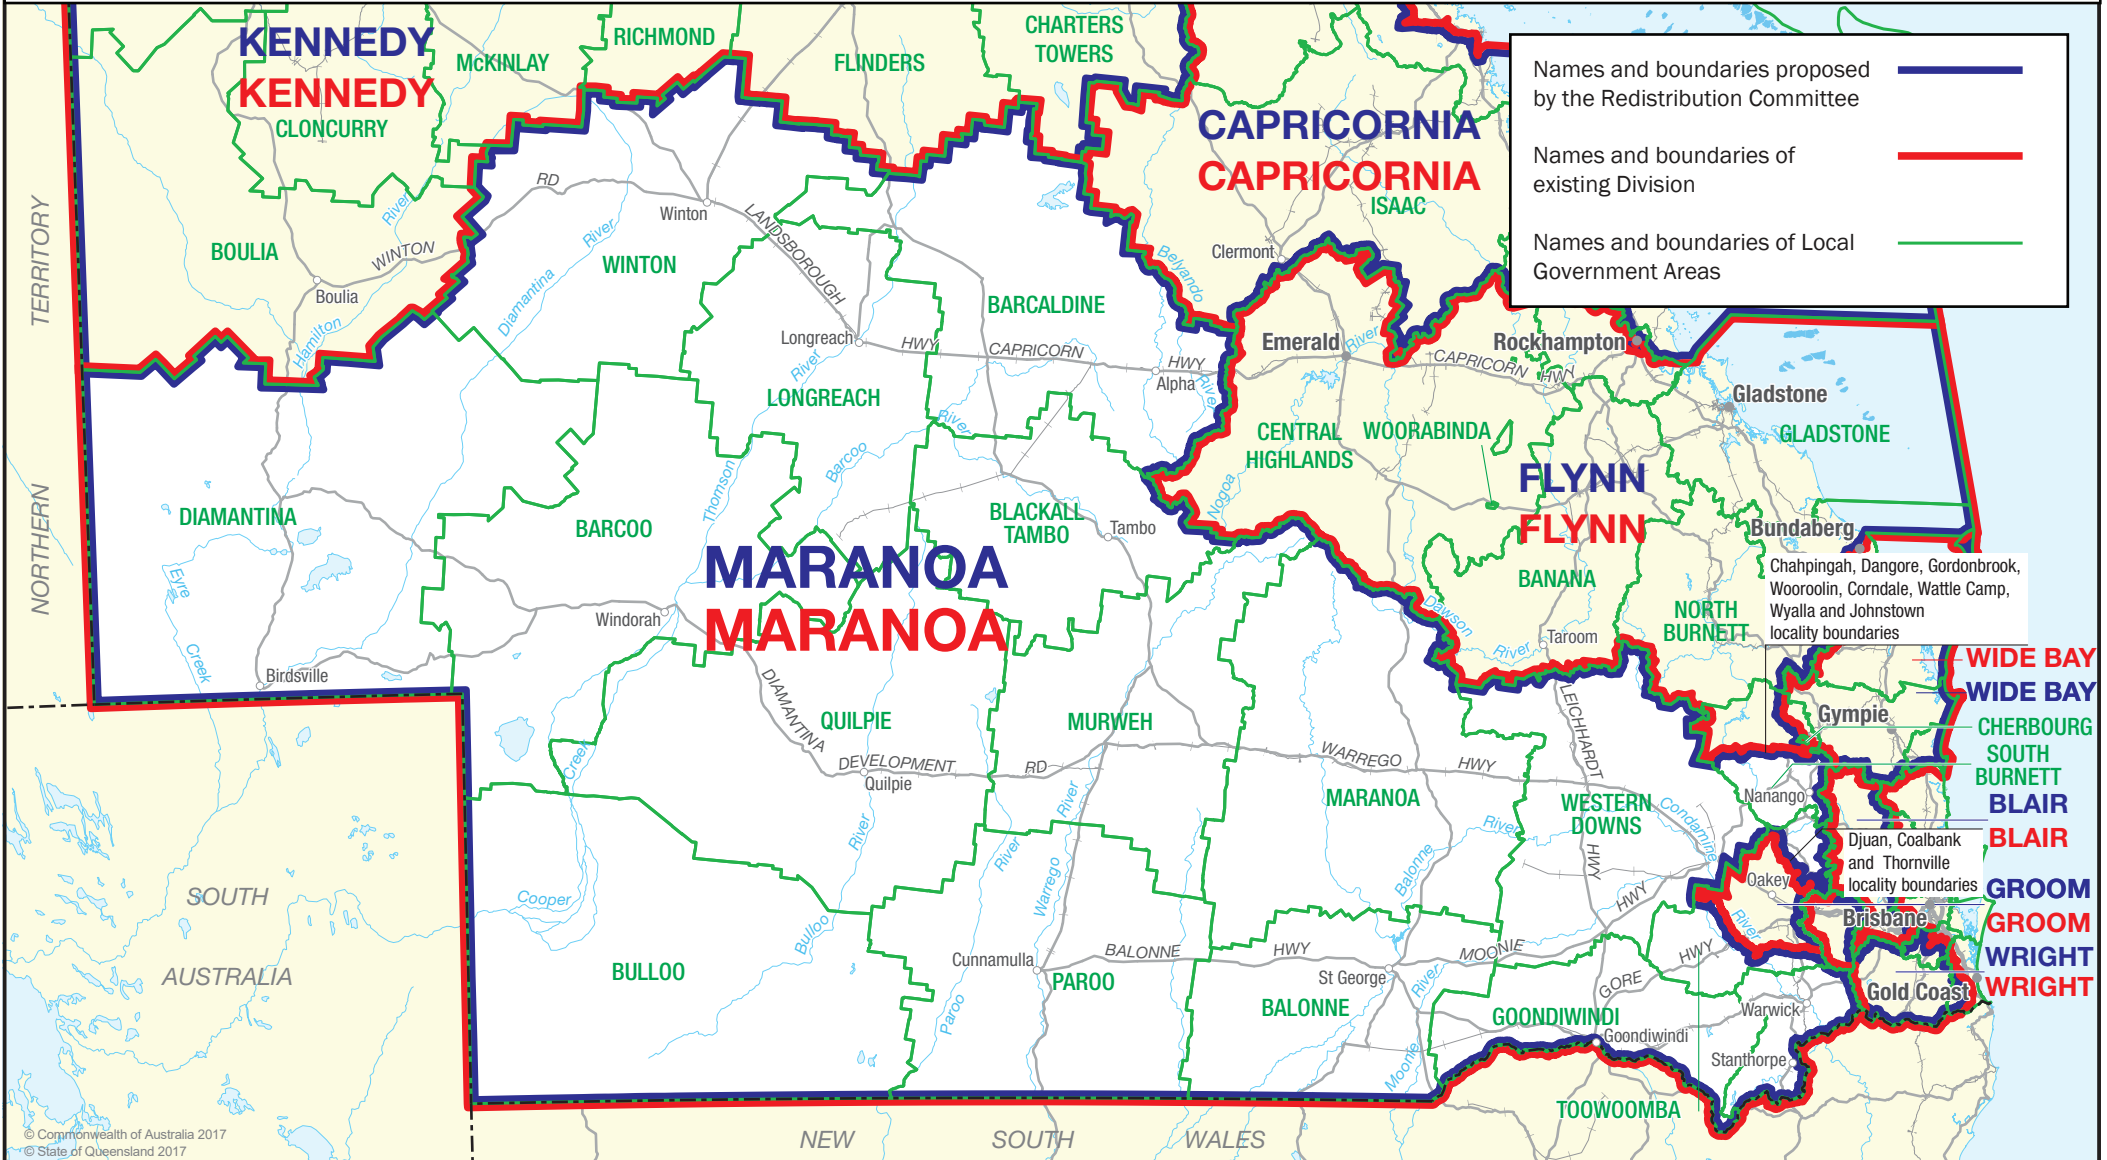 KENNEDY
KENNEDY
CLONCURRY
McKINLAY
RICHMOND
FLINDERS
CHARTERS
TOWERS
CAPRICORNIA
CAPRICORNIA
ISAAC
Names and boundaries proposed
by the Redistribution Committee
Names and boundaries of
existing Division
Names and boundaries of Local
Government Areas
NORTHERN
TERRITORY
BOULIA
River
WINTON
Boulia
Hamilton
RD
River
Diamantina
WINTON
Winton
LANDSBOROUGH
HWY
CAPRICORN
HWY
Longreach
River
LONGREACH
BARCALDINE
Belyando
River
Alpha
Clermont
Emerald
River
CAPRICORN
HWY
Rockhampton
Gladstone
GLADSTONE
CENTRAL
HIGHLANDS
WOORABINDA
Nogoa
FLYNN
FLYNN
BANANA
Bundaberg
Chahpingah, Dangore, Gordonbrook,
Wooroolin, Corndale, Wattle Camp,
Wyalla and Johnstown
locality boundaries
NORTH
BURNETT
DIAMANTINA
BARCOO
Thomson
Barcoo
River
BLACKALL
TAMBO
Tambo
MARANOA
MARANOA
Eyre
Creek
Birdsville
Windorah
Dawson
River
Taroom
WIDE BAY
WIDE BAY
Gympie
CHERBOURG
SOUTH
BURNETT
BLAIR
BLAIR
Creek
DIAMANTINA
DEVELOPMENT
RD
QUILPIE
Quilpie
MURWEH
WARREGO
HWY
LEICHHARDT
HWY
MARANOA
WESTERN
DOWNS
Condamine
River
Nanango
Djuan, Coalbank
and Thornville
locality boundaries
Oakey
GROOM
GROOM
Brisbane
WRIGHT
WRIGHT
Gold Coast
SOUTH
AUSTRALIA
Cooper
Bulloo
River
River
Warrego
River
Balonne
HWY
River
BULLOO
Cunnamulla
BALONNE
HWY
MOONIE
HWY
PAROO
Paroo
St George
River
Moonie
BALONNE
GORE
GOONDIWINDI
Goondiwindi
Warwick
Stanthorpe
TOOWOOMBA
NEW
SOUTH
WALES
© Commonwealth of Australia 2017
© State of Queensland 2017